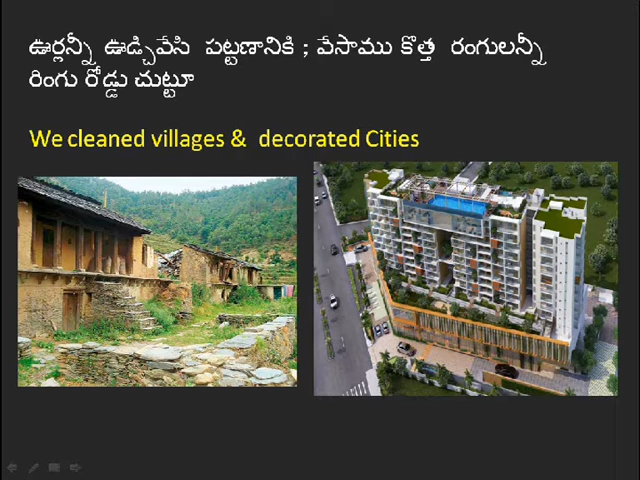 ఊర్లన్నీ ఊడ్చివేసి పట్టణానికి ; వేసాము కొత్త రంగులన్నీ
రింగు రోడ్డు చుట్టూ
We cleaned villages & decorated Cities